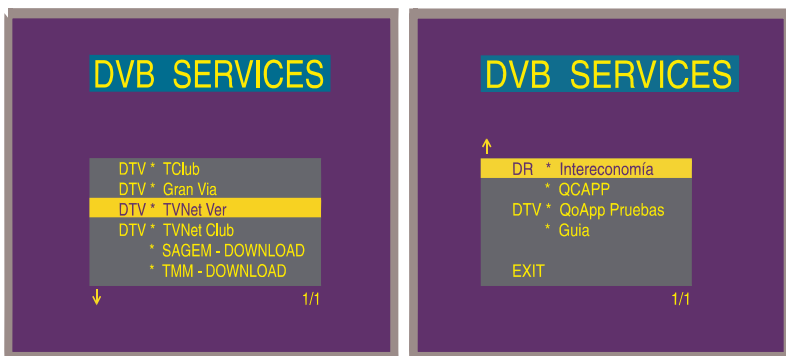 DVB SERVICES
DTV * TClub
DTV * Gran Via
DTV * TVNet Ver
DTV * TVNet Club
* SAGEM - DOWNLOAD
* TMM - DOWNLOAD
↓ 1/1
DVB SERVICES
↑
DR * Intereconomía
* QCAPP
DTV * QoApp Pruebas
* Guia
EXIT
1/1